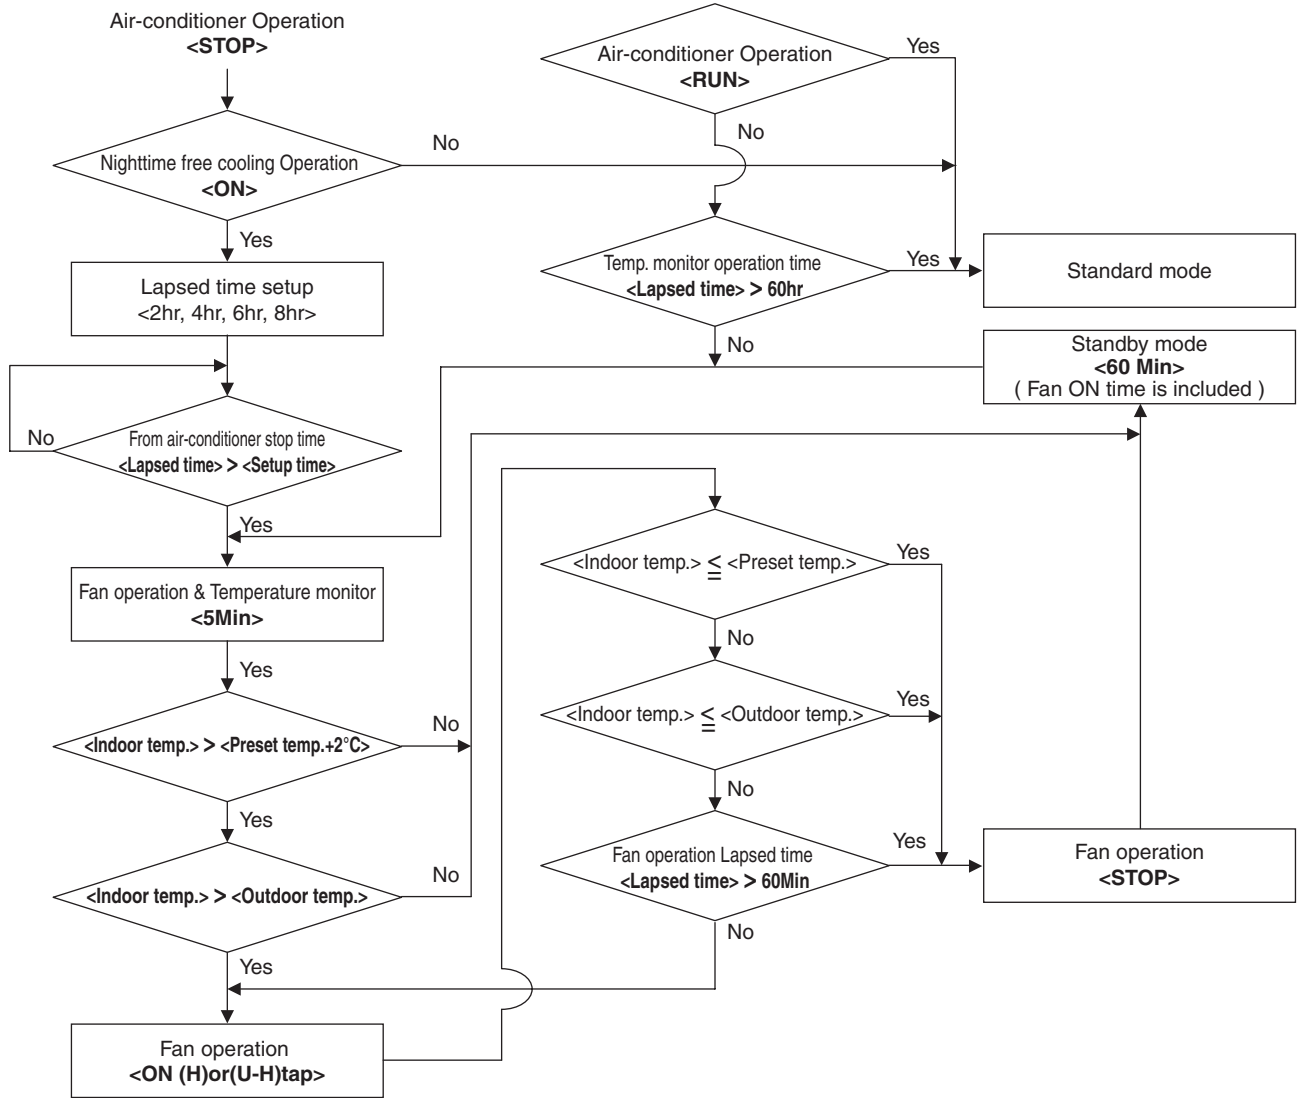 Air-conditioner Operation
<STOP>
Nighttime free cooling Operation
<ON>
No
Yes
Lapsed time setup
<2hr, 4hr, 6hr, 8hr>
From air-conditioner stop time
<Lapsed time> > <Setup time>
No
Yes
Fan operation & Temperature monitor
<5Min>
Yes
<Indoor temp.> > <Preset temp.+2°C>
No
Yes
<Indoor temp.> > <Outdoor temp.>
No
Yes
Fan operation
<ON (H)or(U-H)tap>
Air-conditioner Operation
<RUN>
Yes
No
Temp. monitor operation time
<Lapsed time> > 60hr
Yes
No
Standard mode
Standby mode
<60 Min>
( Fan ON time is included )
<Indoor temp.> ≦ <Preset temp.>
Yes
No
<Indoor temp.> ≦ <Outdoor temp.>
Yes
No
Fan operation Lapsed time
<Lapsed time> > 60Min
Yes
No
Fan operation
<STOP>